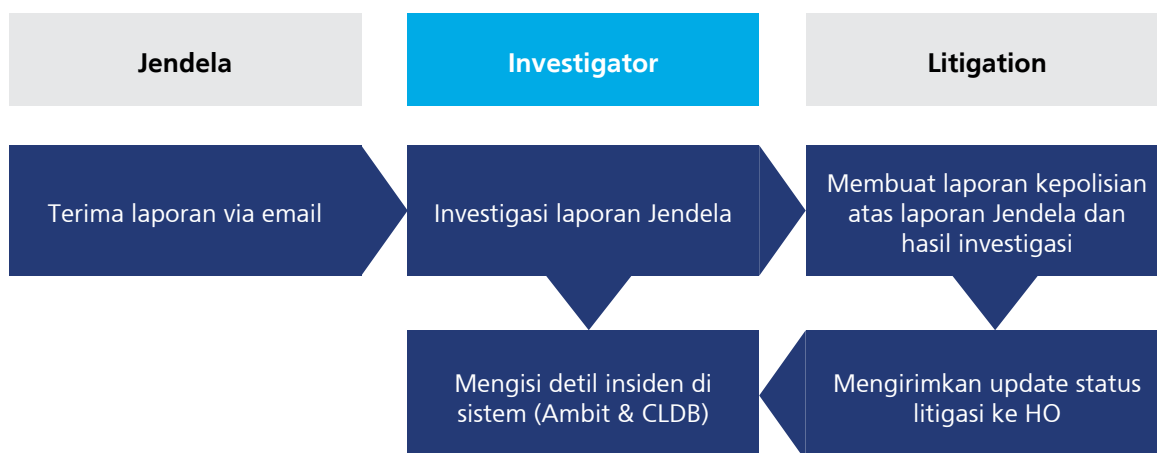 Jendela
Investigator
Litigation
Terima laporan via email
Investigasi laporan Jendela
Membuat laporan kepolisian
atas laporan Jendela dan
hasil investigasi
Mengisi detil insiden di
sistem (Ambit & CLDB)
Mengirimkan update status
litigasi ke HO